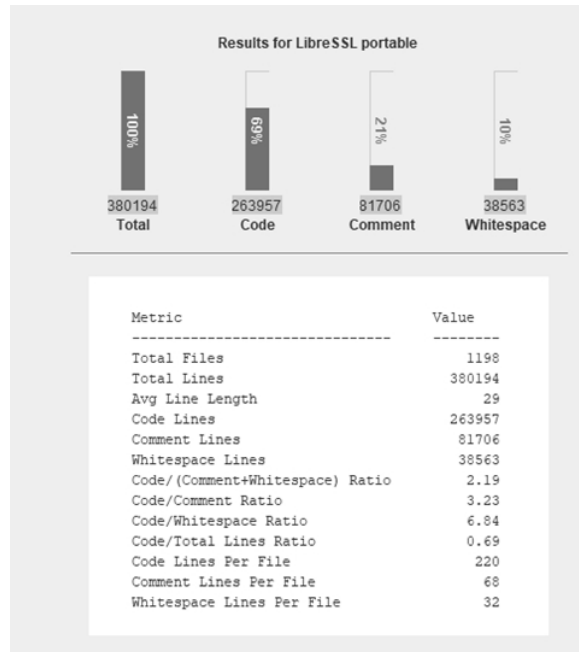 Results for LibreSSL portable
100% 69% 21% 10%
380194 263957 81706 38563
Total Code Comment Whitespace
Metric Value
------------------------------- --------
Total Files 1198
Total Lines 380194
Avg Line Length 29
Code Lines 263957
Comment Lines 81706
Whitespace Lines 38563
Code/(Comment+Whitespace) Ratio 2.19
Code/Comment Ratio 3.23
Code/Whitespace Ratio 6.84
Code/Total Lines Ratio 0.69
Code Lines Per File 220
Comment Lines Per File 68
Whitespace Lines Per File 32